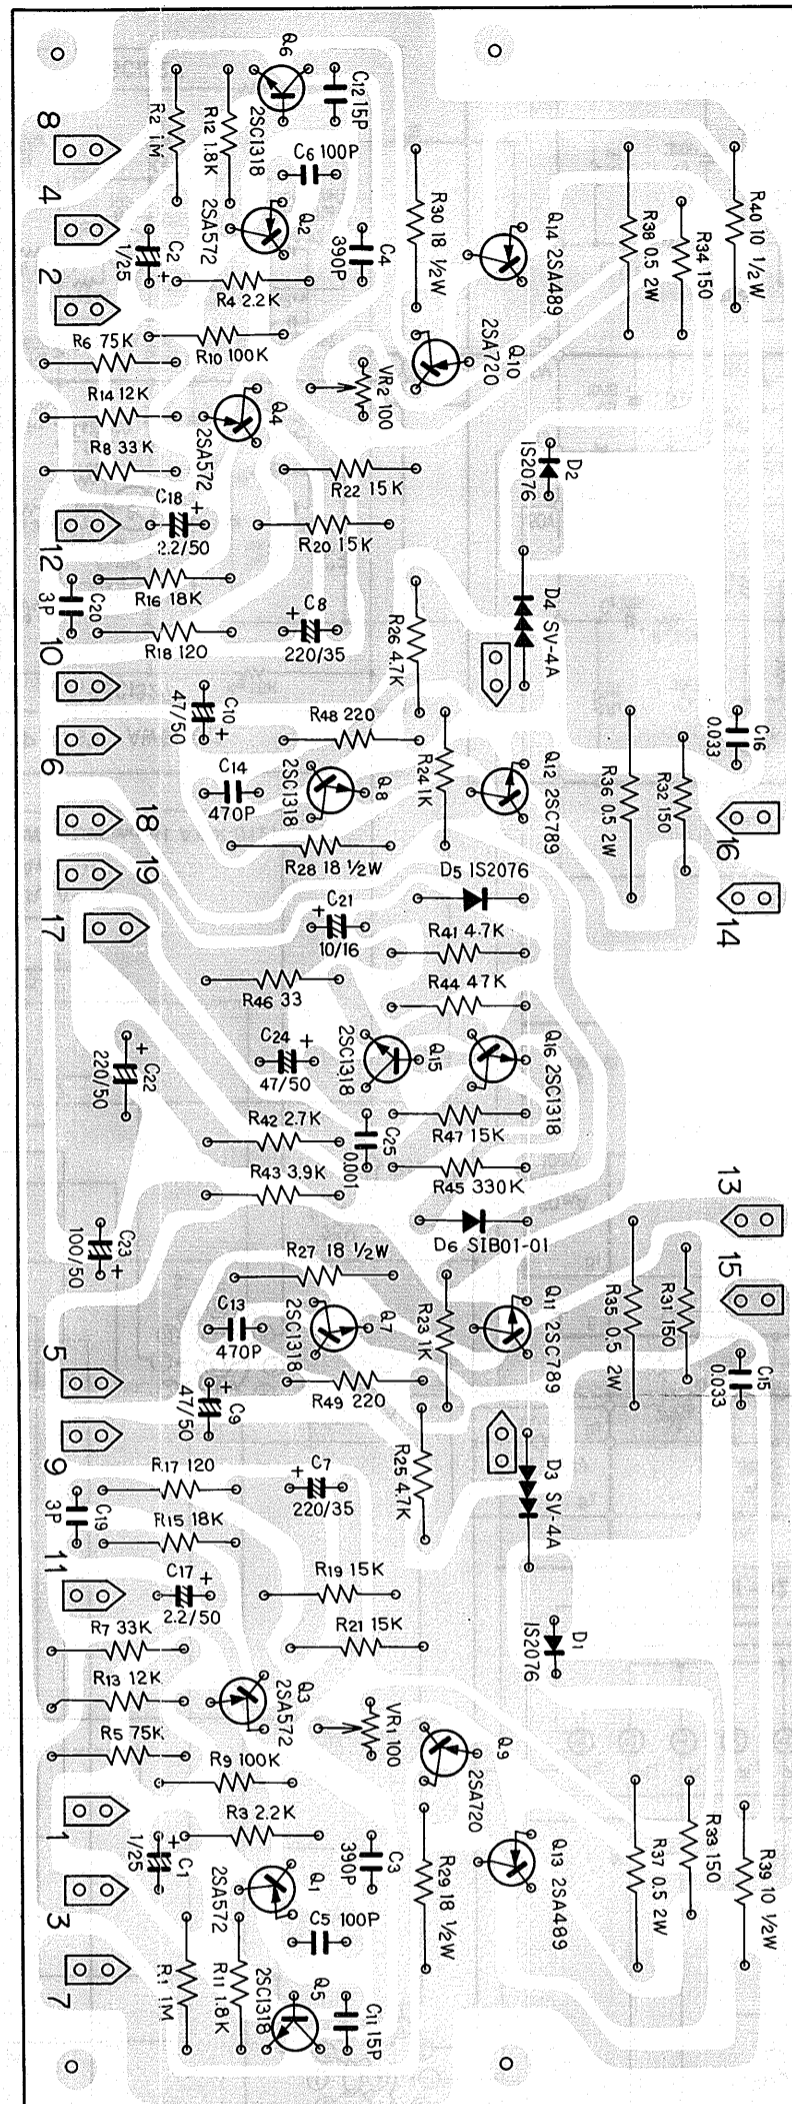 Q6
2SC1318
C12 15P
R2 1M
R12 1.8K
8
C6 100P
4
Q2
2SA572
C4
390P
R30 18 ½W
Q14 2SA489
R38 0.5 2W
R34 150
R40 10 ½W
C2
1/25
+
R4 2.2K
2
R6 75K
R10 100K
Q10
2SA720
VR2 100
R14 12K
Q4
2SA572
R8 33K
R22 15K
D2
1S2076
C18
+
2.2/50
R20 15K
12
R16 18K
C20
3P
C8
+
220/35
R18 120
R26 4.7K
D4 SV-4A
10
C10
47/50
+
R48 220
C16
0.033
6
C14
470P
2SC1318
Q8
R24 1K
Q12 2SC789
R36 0.5 2W
R32 150
18
16
R28 18 ½W
19
D5 1S2076
C21
+
10/16
17
14
R41 4.7K
R46 33
R44 47K
+
C22
220/50
C24
+
47/50
Q15
2SC1318
Q16 2SC1318
R42 2.7K
C25
0.001
R47 15K
R43 3.9K
R45 330K
13
C23
100/50
+
D6 SIB01-01
R27 18 ½W
15
C13
470P
2SC1318
Q7
R23 1K
Q11 2SC789
R35 0.5 2W
R31 150
5
C15
0.033
+
C9
47/50
R49 220
9
R17 120
C7
+
220/35
R25 4.7K
D3 SV-4A
C19
3P
R15 18K
11
C17
+
2.2/50
R19 15K
R7 33K
R21 15K
D1
1S2076
R13 12K
Q3
2SA572
VR1 100
R5 75K
Q9
2SA720
R9 100K
1
R3 2.2K
+
C1
1/25
C3
390P
R29 18 ½W
Q13 2SA489
R37 0.5 2W
R33 150
R39 10 ½W
3
Q1
2SA572
C5 100P
7
R1 1M
R11 1.8K
2SC1318
Q5
C11 15P